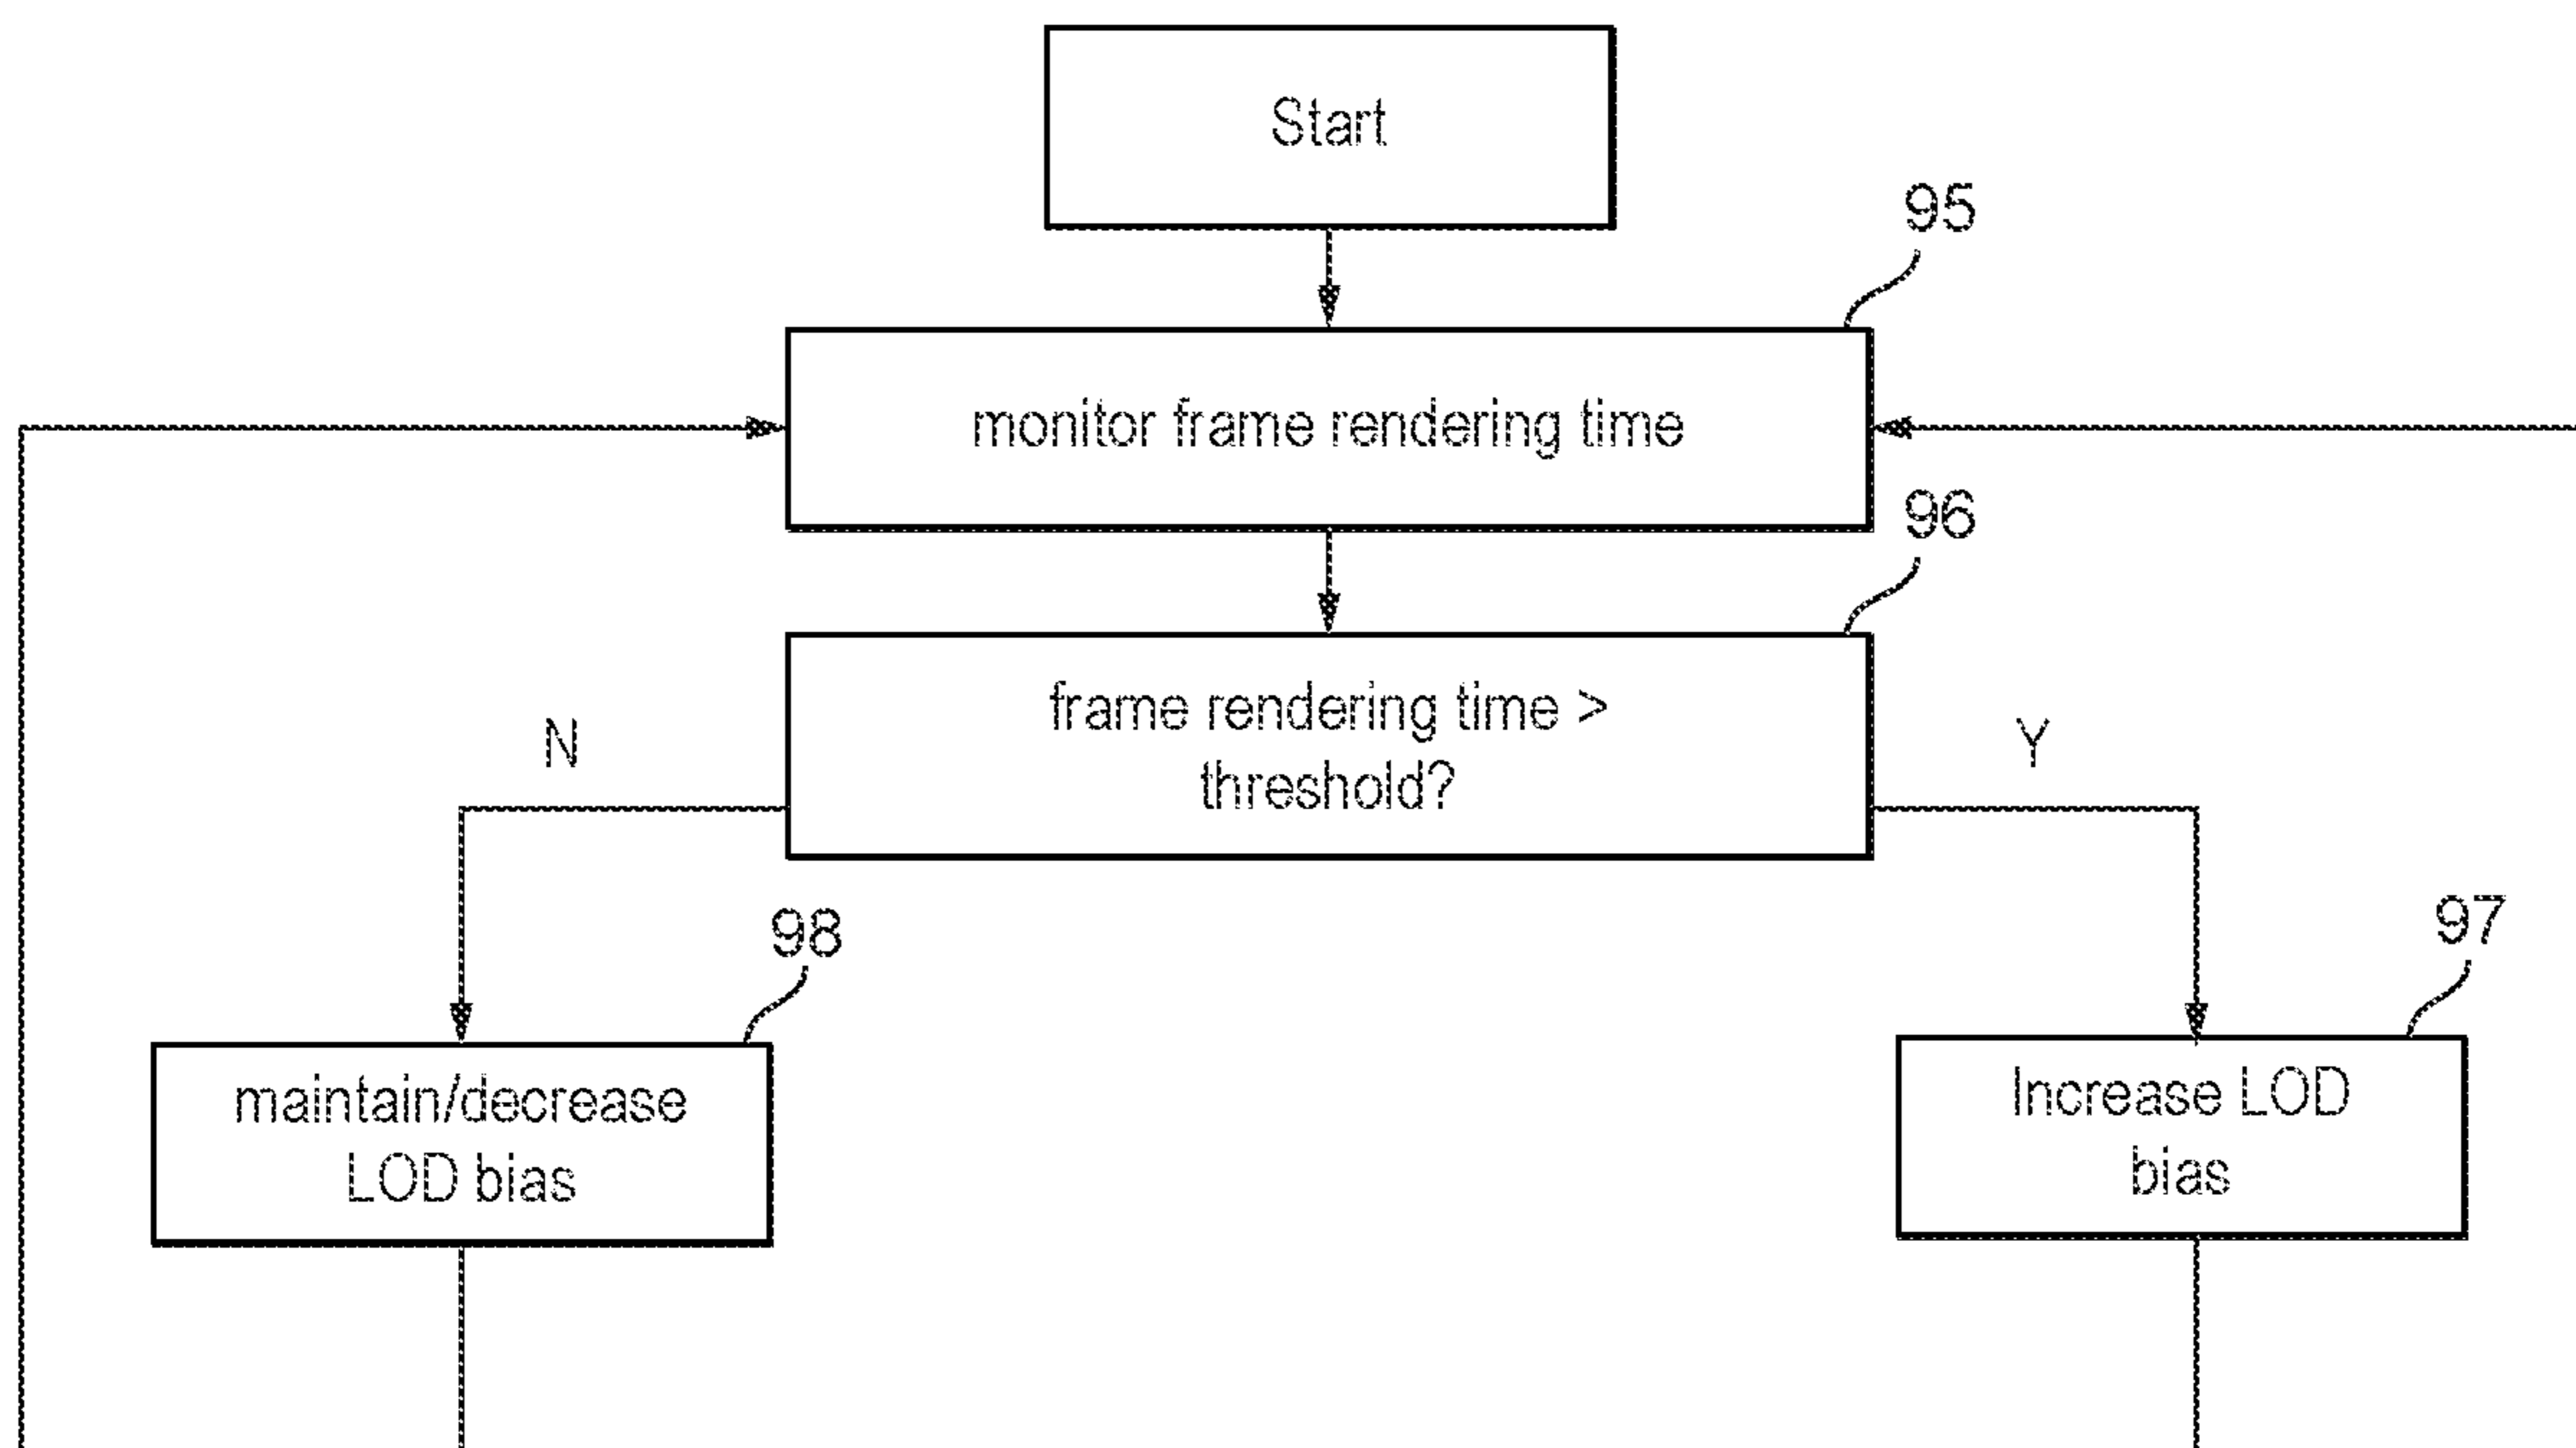 Start
95
monitor frame rendering time
96
frame rendering time >
threshold?
N
Y
98
97
maintain/decrease
LOD bias
Increase LOD
bias